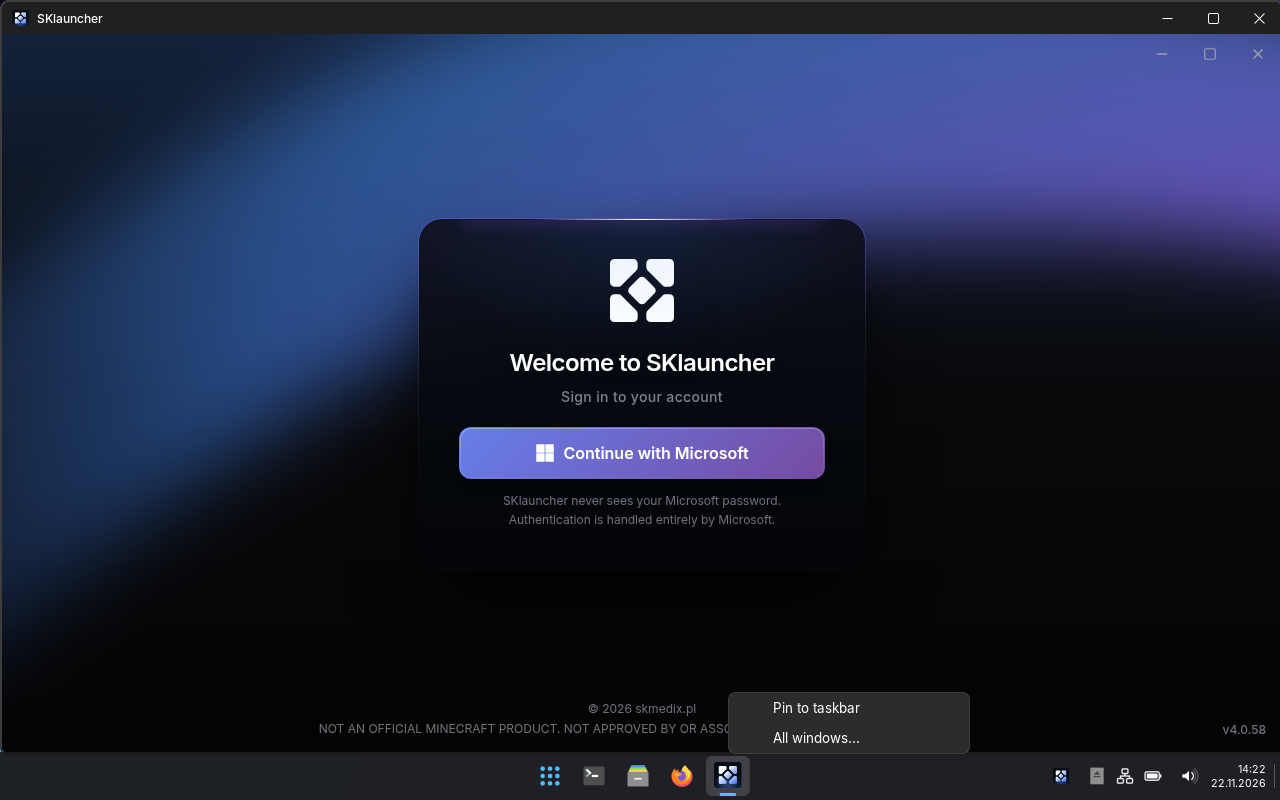 SKlauncher
Welcome to SKlauncher
Sign in to your account
Continue with Microsoft
SKlauncher never sees your Microsoft password.
Authentication is handled entirely by Microsoft.
© 2026 skmedix.pl
NOT AN OFFICIAL MINECRAFT PRODUCT. NOT APPROVED BY OR
v4.0.58
Pin to taskbar
All windows...
14:22
22.11.2026